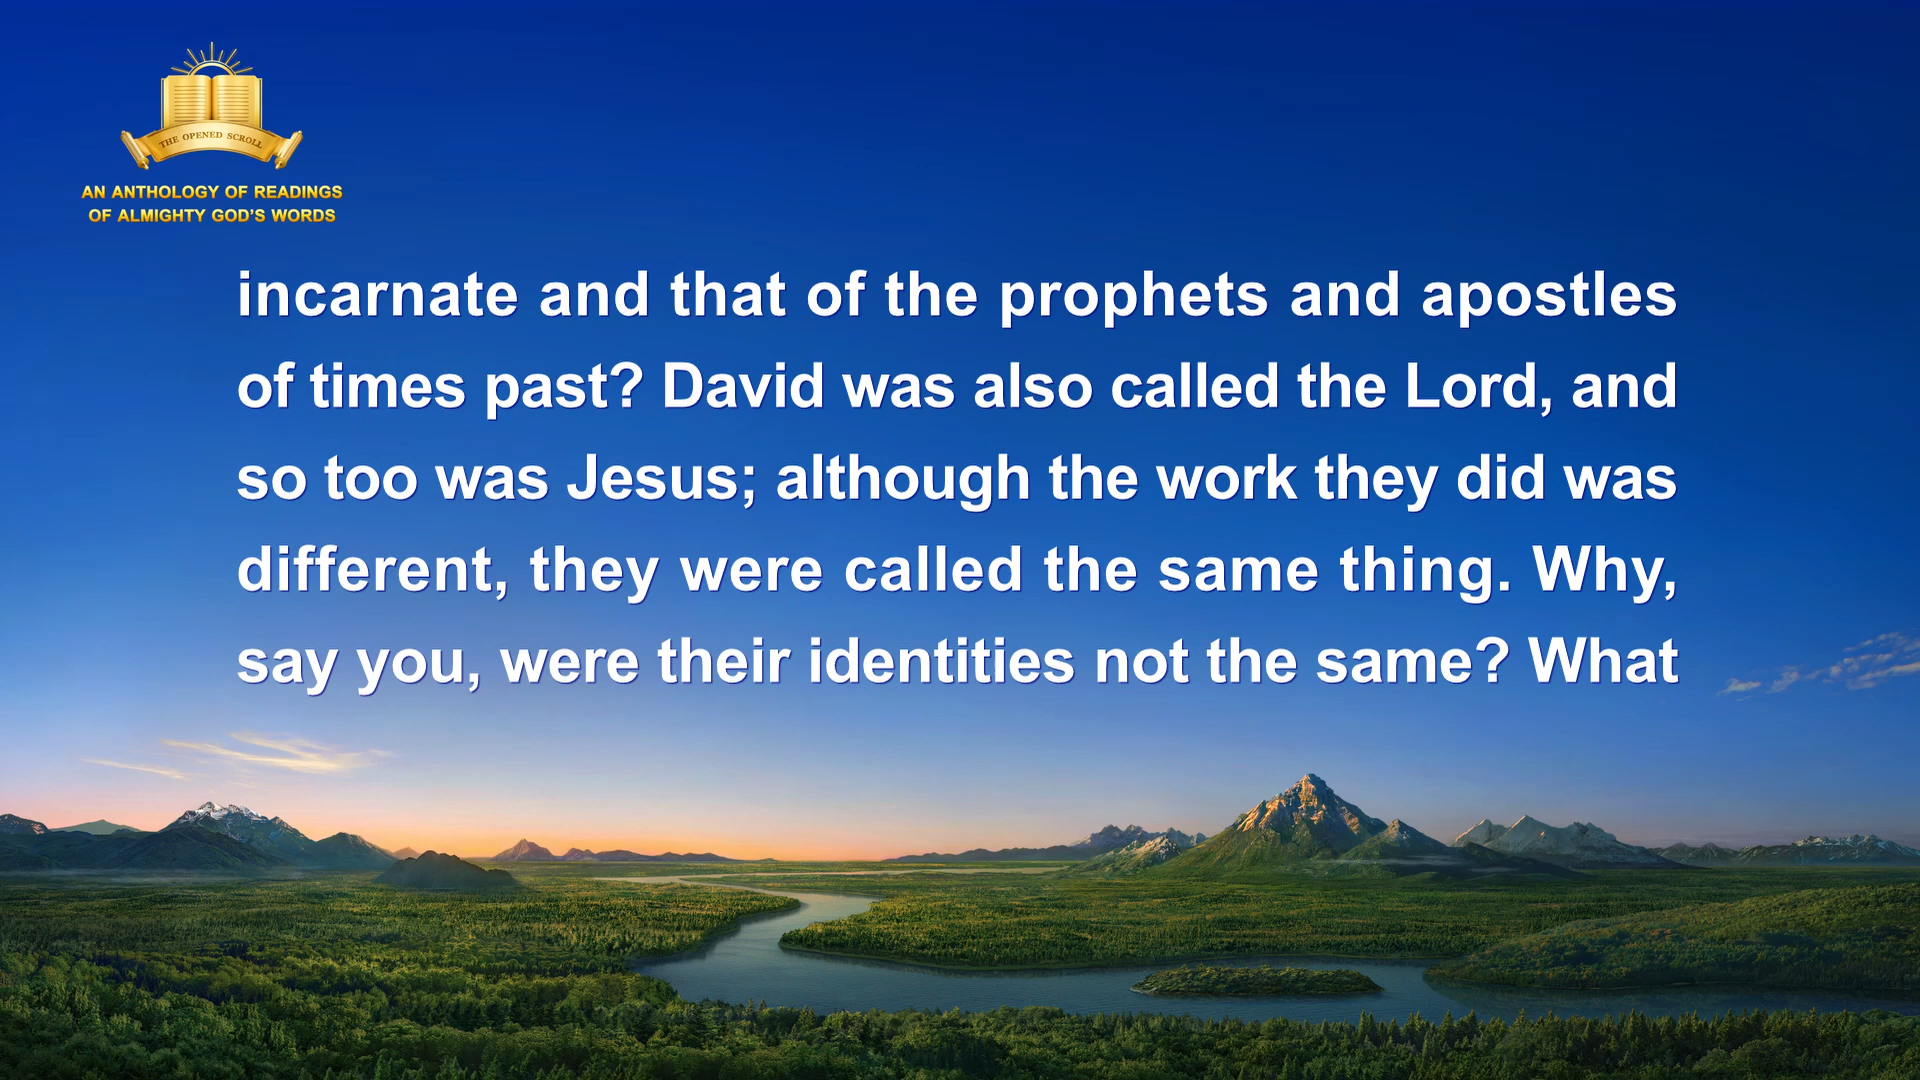 THE OPENED SCROLL
AN ANTHOLOGY OF READINGS
OF ALMIGHTY GOD'S WORDS
incarnate and that of the prophets and apostles
of times past? David was also called the Lord, and
so too was Jesus; although the work they did was
different, they were called the same thing. Why,
say you, were their identities not the same? What